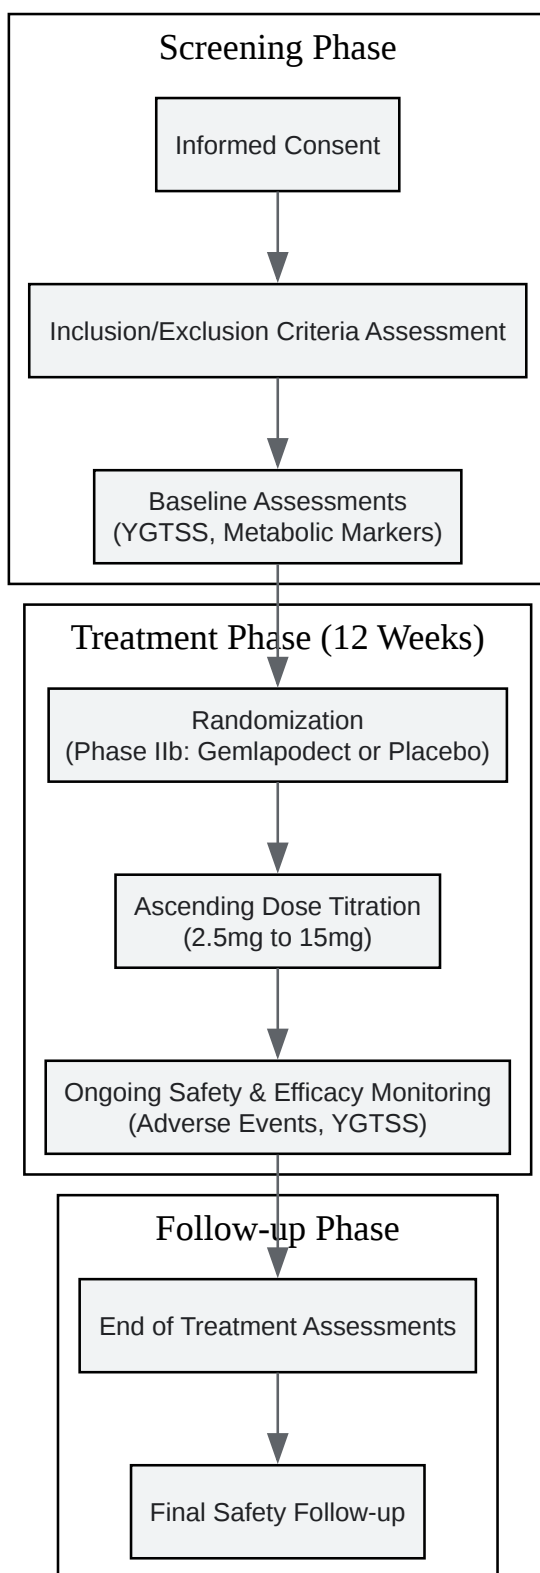 Screening Phase
Informed Consent
Inclusion/Exclusion Criteria Assessment
Baseline Assessments
(YGTSS, Metabolic Markers)
Treatment Phase (12 Weeks)
Randomization
(Phase IIb: Gemlapodect or Placebo)
Ascending Dose Titration
(2.5mg to 15mg)
Ongoing Safety & Efficacy Monitoring
(Adverse Events, YGTSS)
Follow-up Phase
End of Treatment Assessments
Final Safety Follow-up